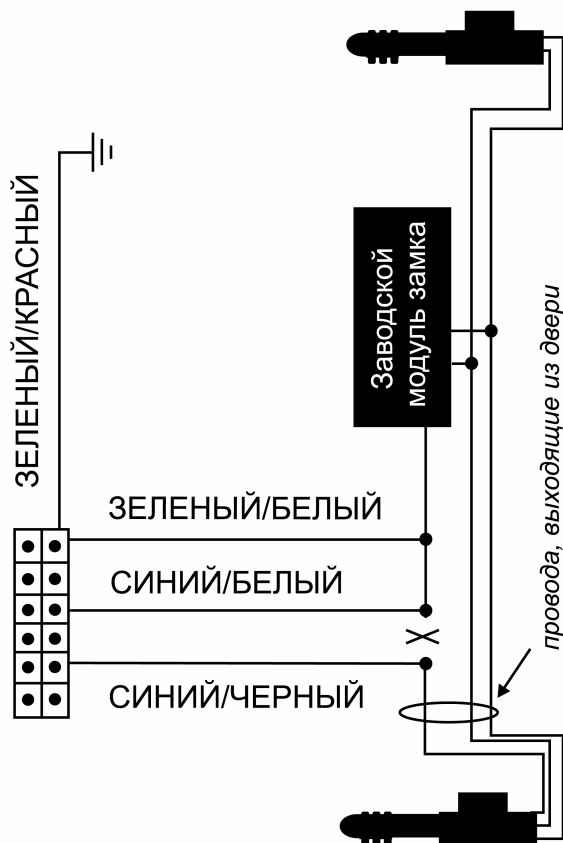 ЗЕЛЕНЫЙ/КРАСНЫЙ
Заводской
модуль замка
провода, выходящие из двери
ЗЕЛЕНЫЙ/БЕЛЫЙ
СИНИЙ/БЕЛЫЙ
СИНИЙ/ЧЕРНЫЙ